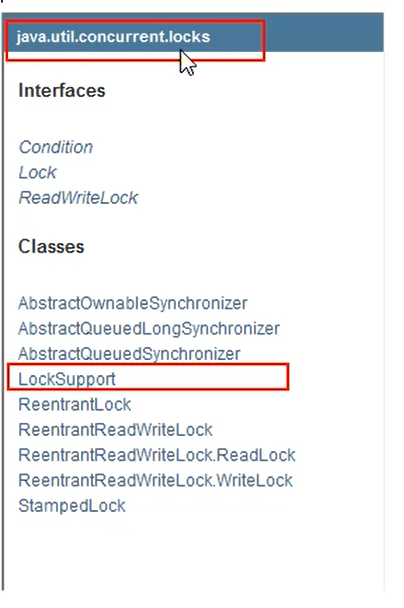 java.util.concurrent.locks
Interfaces
Condition
Lock
ReadWriteLock
Classes
AbstractOwnableSynchronizer
AbstractQueuedLongSynchronizer
AbstractQueuedSynchronizer
LockSupport
ReentrantLock
ReentrantReadWriteLock
ReentrantReadWriteLock.ReadLock
ReentrantReadWriteLock.WriteLock
StampedLock